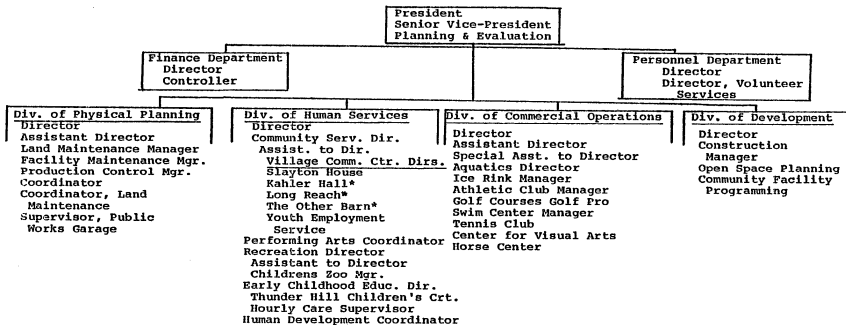 President
Senior Vice-President
Planning & Evaluation
Finance Department
Director
Controller
Personnel Department
Director
Director, Volunteer
Services
Div. of Physical Planning
Director
Assistant Director
Land Maintenance Manager
Facility Maintenance Mgr.
Production Control Mgr.
Coordinator
Coordinator, Land
Maintenance
Supervisor, Public
Works Garage
Div. of Human Services
Director
Community Serv. Dir.
Assist. to Dir.
Village Comm. Ctr. Dirs.
Slayton House
Kahler Hall*
Long Reach*
The Other Barn*
Youth Employment
Service
Performing Arts Coordinator
Recreation Director
Assistant to Director
Childrens Zoo Mgr.
Early Childhood Educ. Dir.
Thunder Hill Children's Crt.
Hourly Care Supervisor
Human Development Coordinator
Div. of Commercial Operations
Director
Assistant Director
Special Asst. to Director
Aquatics Director
Ice Rink Manager
Athletic Club Manager
Golf Courses Golf Pro
Swim Center Manager
Tennis Club
Center for Visual Arts
Horse Center
Div. of Development
Director
Construction
Manager
Open Space Planning
Community Facility
Programming